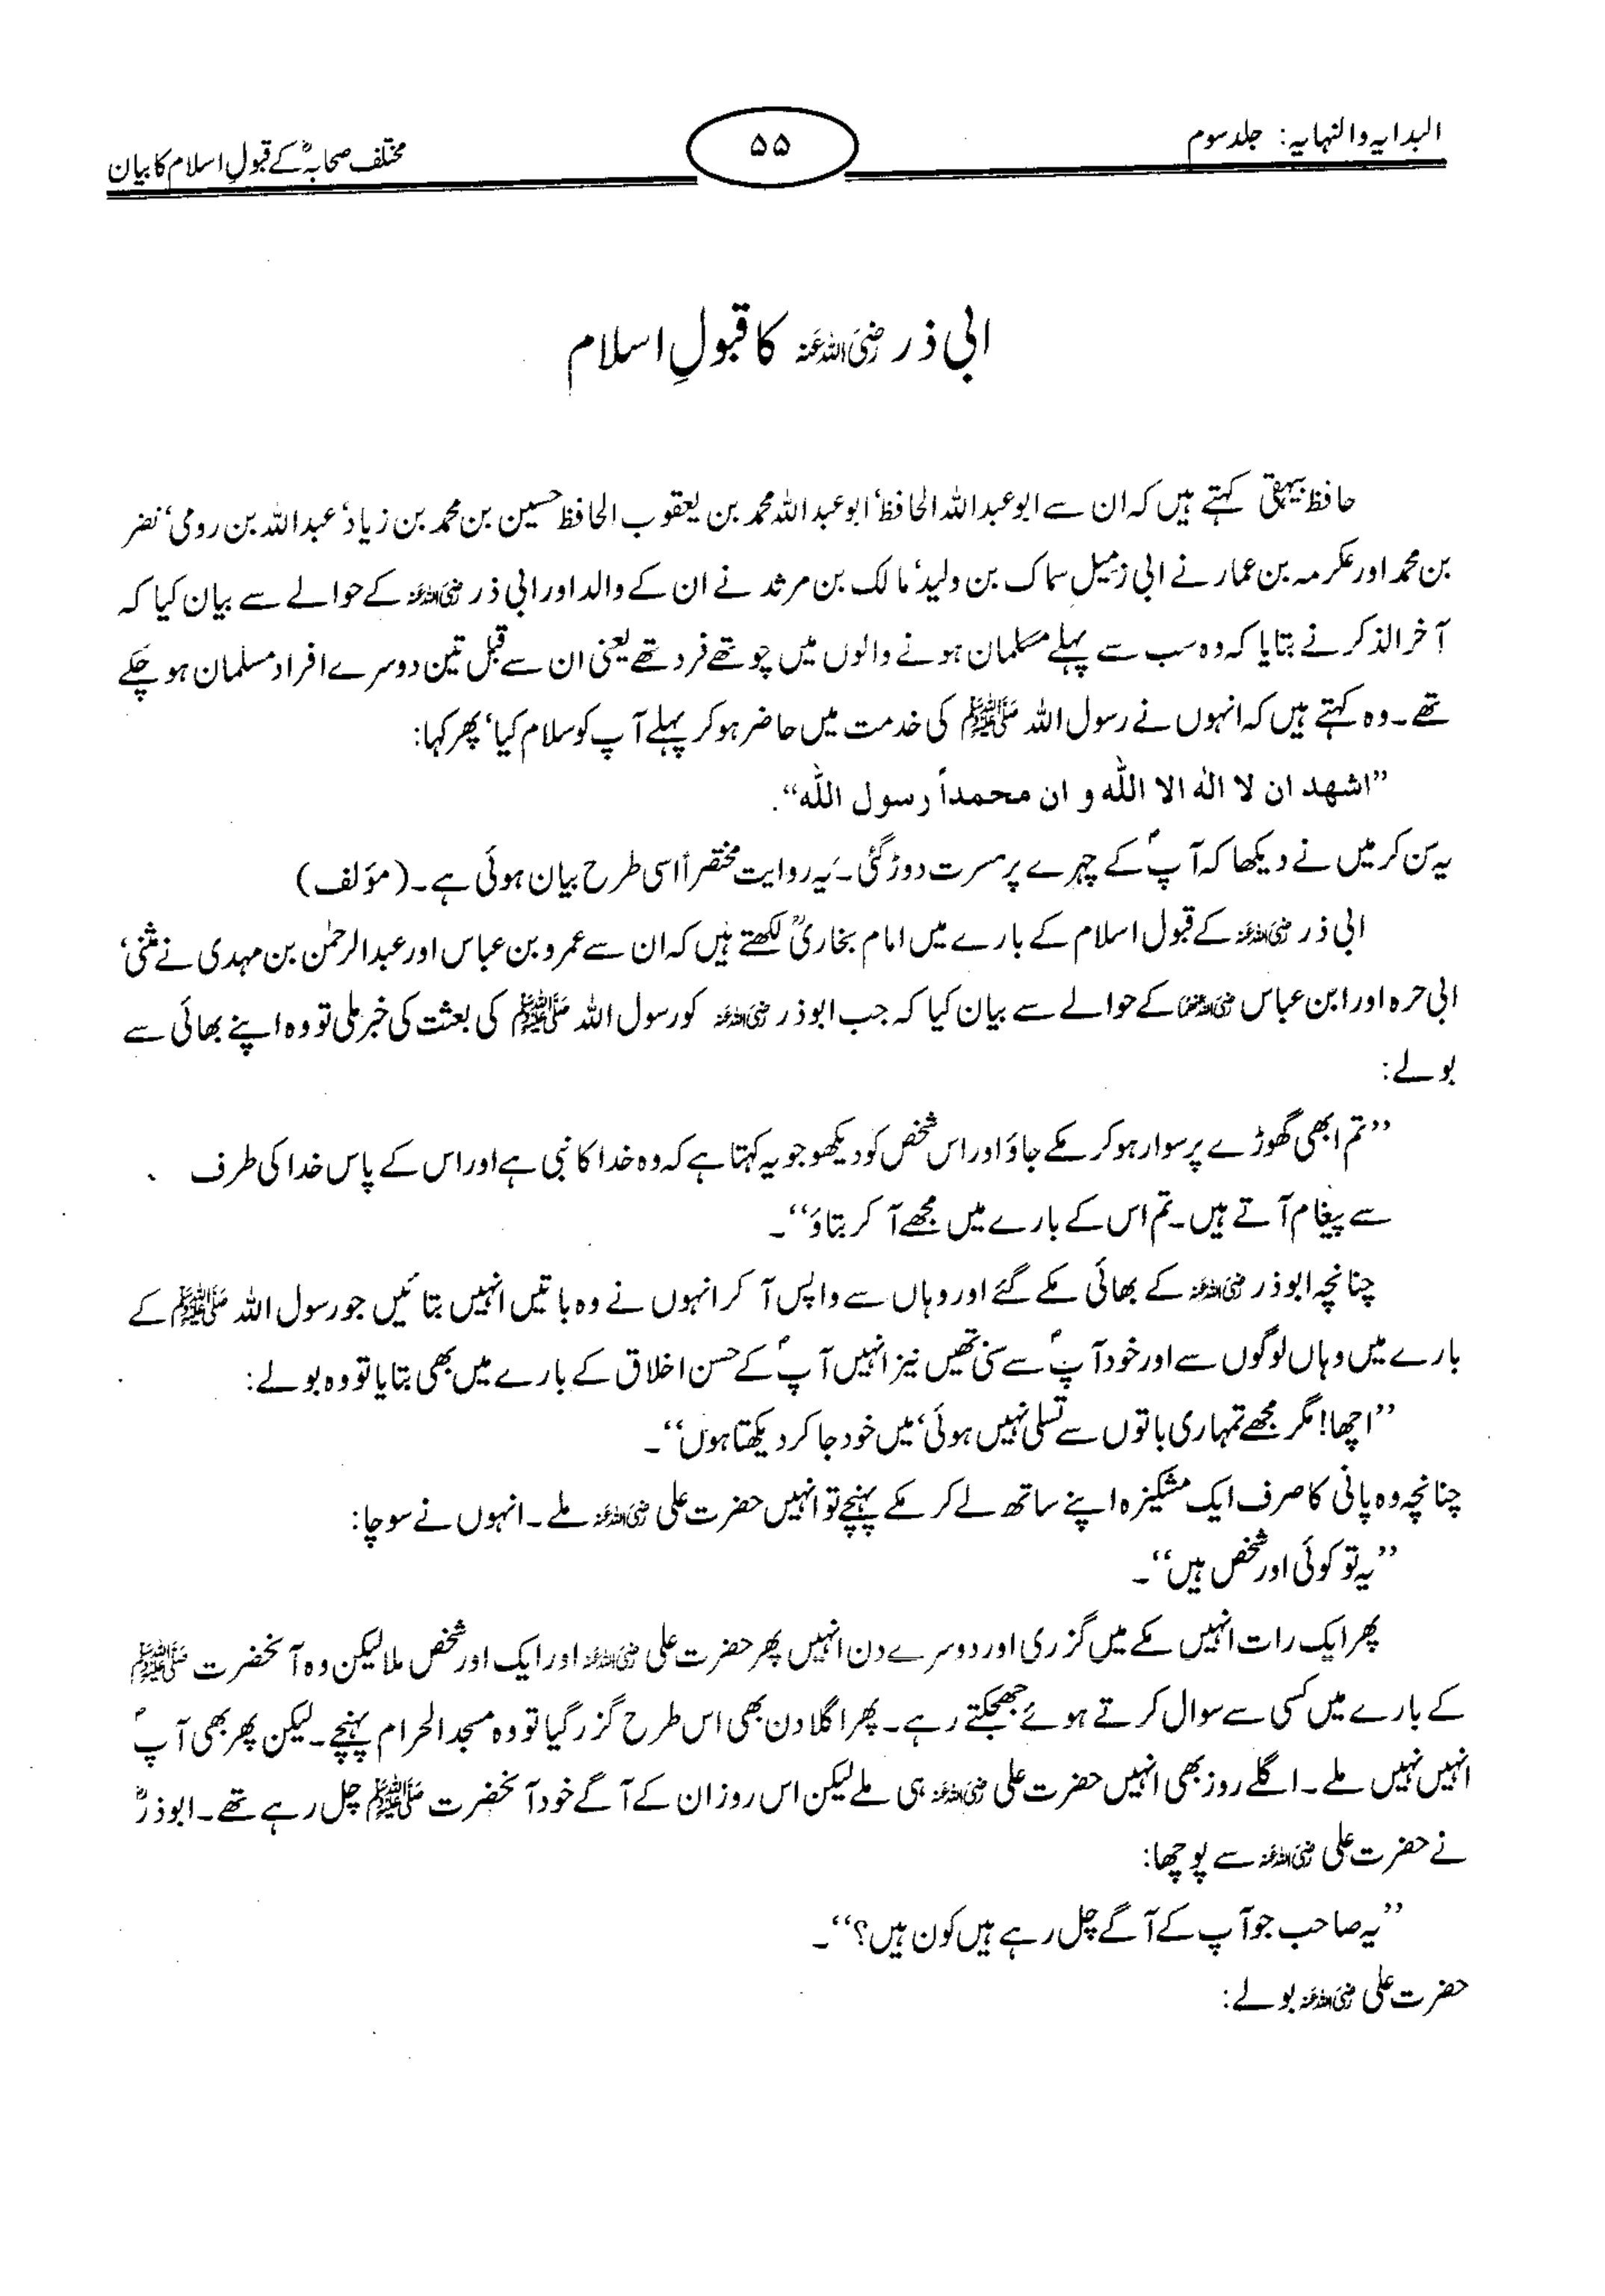 البدایہ والنہایہ: جلد سوم
۵۵
مختلف صحابہؓ کے قبولِ اسلام کا بیان
ابی ذر رضی اللہ عنہ کا قبولِ اسلام
حافظ بیہقی کہتے ہیں کہ ان سے ابو عبداللہ الحافظ‘ ابو عبداللہ محمد بن یعقوب الحافظ حسین بن محمد بن زیاد‘ عبداللہ بن رومی‘ نضر
بن محمد اور عکرمہ بن عمار نے ابی زمیل سماک بن ولید‘ مالک بن مرثد نے ان کے والد اور ابی ذر رضی اللہ عنہ کے حوالے سے بیان کیا کہ
آخر الذکر نے بتایا کہ وہ سب سے پہلے مسلمان ہونے والوں میں چوتھے فرد تھے یعنی ان سے قبل تین دوسرے افراد مسلمان ہو چکے
تھے۔ وہ کہتے ہیں کہ انہوں نے رسول اللہ ﷺ کی خدمت میں حاضر ہو کر پہلے آپ کو سلام کیا‘ پھر کہا:
’’اشهد ان لا الٰه الا اللّٰه و ان محمداً رسول اللّٰه‘‘.
یہ سن کر میں نے دیکھا کہ آپؐ کے چہرے پر مسرت دوڑ گئی۔ یہ روایت مختصراً اسی طرح بیان ہوئی ہے۔ (مؤلف)
ابی ذر رضی اللہ عنہ کے قبول اسلام کے بارے میں امام بخاریؒ لکھتے ہیں کہ ان سے عمرو بن عباس اور عبدالرحمٰن بن مہدی نے مثنی‘
ابی حرہ اور ابن عباس رضی اللہ عنہما کے حوالے سے بیان کیا کہ جب ابوذر رضی اللہ عنہ کو رسول اللہ ﷺ کی بعثت کی خبر ملی تو وہ اپنے بھائی سے
بولے:
’’تم ابھی گھوڑے پر سوار ہو کر مکے جاؤ اور اس شخص کو دیکھو جو یہ کہتا ہے کہ وہ خدا کا نبی ہے اور اس کے پاس خدا کی طرف
سے پیغام آتے ہیں۔ تم اس کے بارے میں مجھے آ کر بتاؤ‘‘۔
چنانچہ ابوذر رضی اللہ عنہ کے بھائی مکے گئے اور وہاں سے واپس آ کر انہوں نے وہ باتیں انہیں بتائیں جو رسول اللہ ﷺ کے
بارے میں وہاں لوگوں سے اور خود آپؐ سے سنی تھیں نیز انہیں آپؐ کے حسن اخلاق کے بارے میں بھی بتایا تو وہ بولے:
’’اچھا! مگر مجھے تمہاری باتوں سے تسلی نہیں ہوئی‘ میں خود جا کر دیکھتا ہوں‘‘۔
چنانچہ وہ پانی کا صرف ایک مشکیزہ اپنے ساتھ لے کر مکے پہنچے تو انہیں حضرت علی رضی اللہ عنہ ملے۔ انہوں نے سوچا:
’’یہ تو کوئی اور شخص ہیں‘‘۔
پھر ایک رات انہیں مکے میں گزری اور دوسرے دن انہیں پھر حضرت علی رضی اللہ عنہ اور ایک اور شخص ملا لیکن وہ آنحضرت ﷺ
کے بارے میں کسی سے سوال کرتے ہوئے جھجکتے رہے۔ پھر اگلا دن بھی اس طرح گزر گیا تو وہ مسجد الحرام پہنچے۔ لیکن پھر بھی آپؐ
انہیں نہیں ملے۔ اگلے روز بھی انہیں حضرت علی رضی اللہ عنہ ہی ملے لیکن اس روز ان کے آگے خود آنحضرت ﷺ چل رہے تھے۔ ابوذرؓ
نے حضرت علی رضی اللہ عنہ سے پوچھا:
’’یہ صاحب جو آپ کے آگے چل رہے ہیں کون ہیں؟‘‘۔
حضرت علی رضی اللہ عنہ بولے: